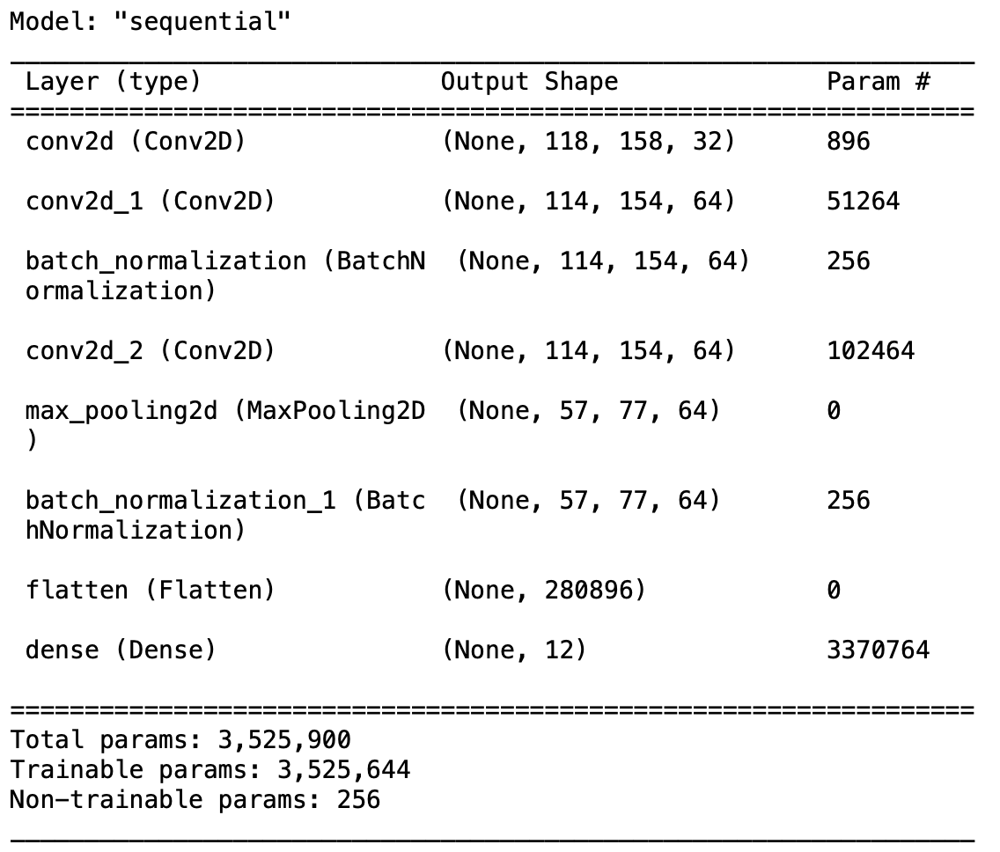 Model: "sequential"
Layer (type) Output Shape Param #
conv2d (Conv2D) (None, 118, 158, 32) 896
conv2d_1 (Conv2D) (None, 114, 154, 64) 51264
batch_normalization (BatchN (None, 114, 154, 64) 256
ormalization)
conv2d_2 (Conv2D) (None, 114, 154, 64) 102464
max_pooling2d (MaxPooling2D (None, 57, 77, 64) 0
)
batch_normalization_1 (Batc (None, 57, 77, 64) 256
hNormalization)
flatten (Flatten) (None, 280896) 0
dense (Dense) (None, 12) 3370764
Total params: 3,525,900
Trainable params: 3,525,644
Non-trainable params: 256